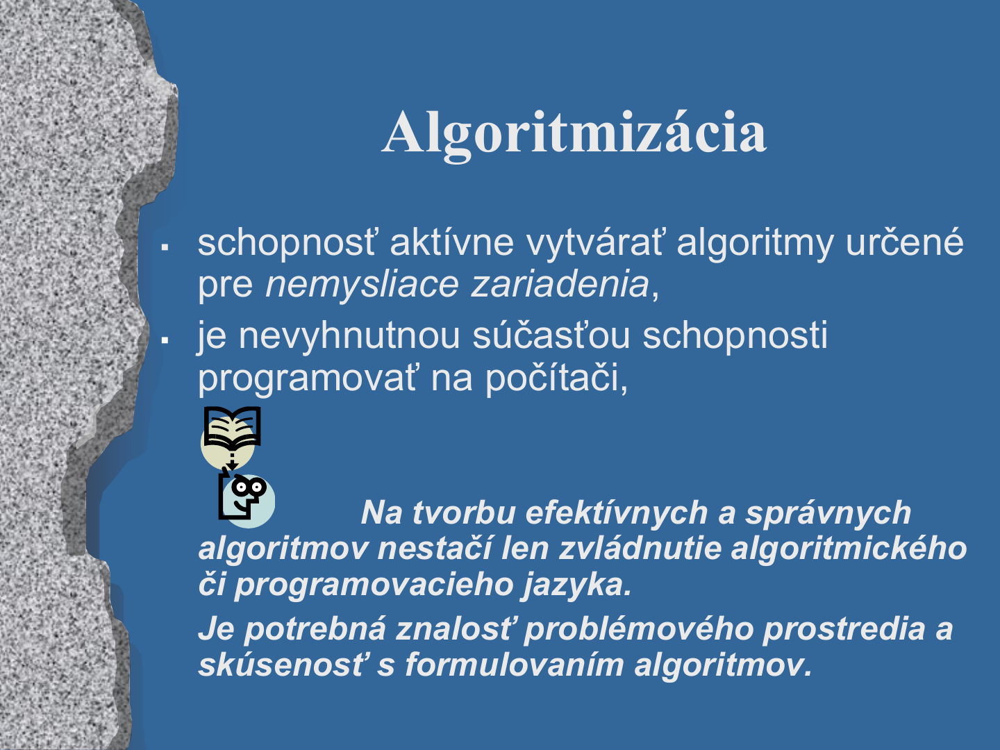 Algoritmizácia
▪ schopnosť aktívne vytvárať algoritmy určené
pre nemysliace zariadenia,
▪ je nevyhnutnou súčasťou schopnosti
programovať na počítači,
Na tvorbu efektívnych a správnych
algoritmov nestačí len zvládnutie algoritmického
či programovacieho jazyka.
Je potrebná znalosť problémového prostredia a
skúsenosť s formulovaním algoritmov.